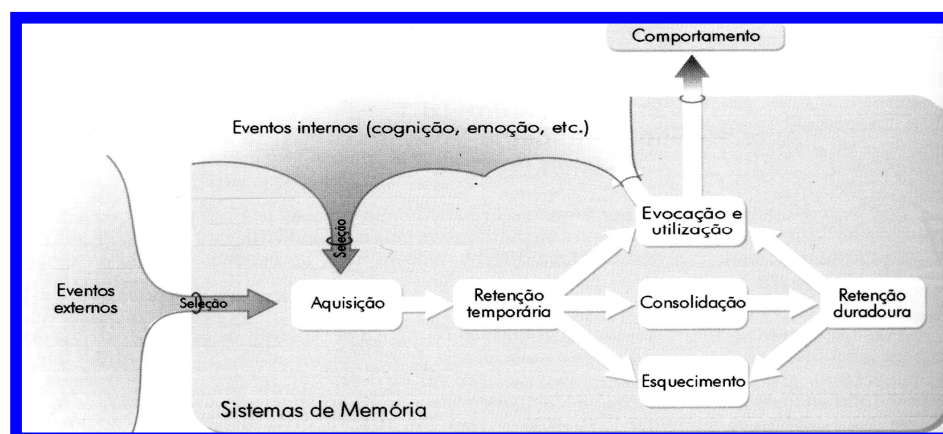 Comportamento
Eventos internos (cognição, emoção, etc.)
Seleção
Evocação e
utilização
Eventos
externos
Seleção
Aquisição
Retenção
temporária
Consolidação
Retenção
duradoura
Esquecimento
Sistemas de Memória